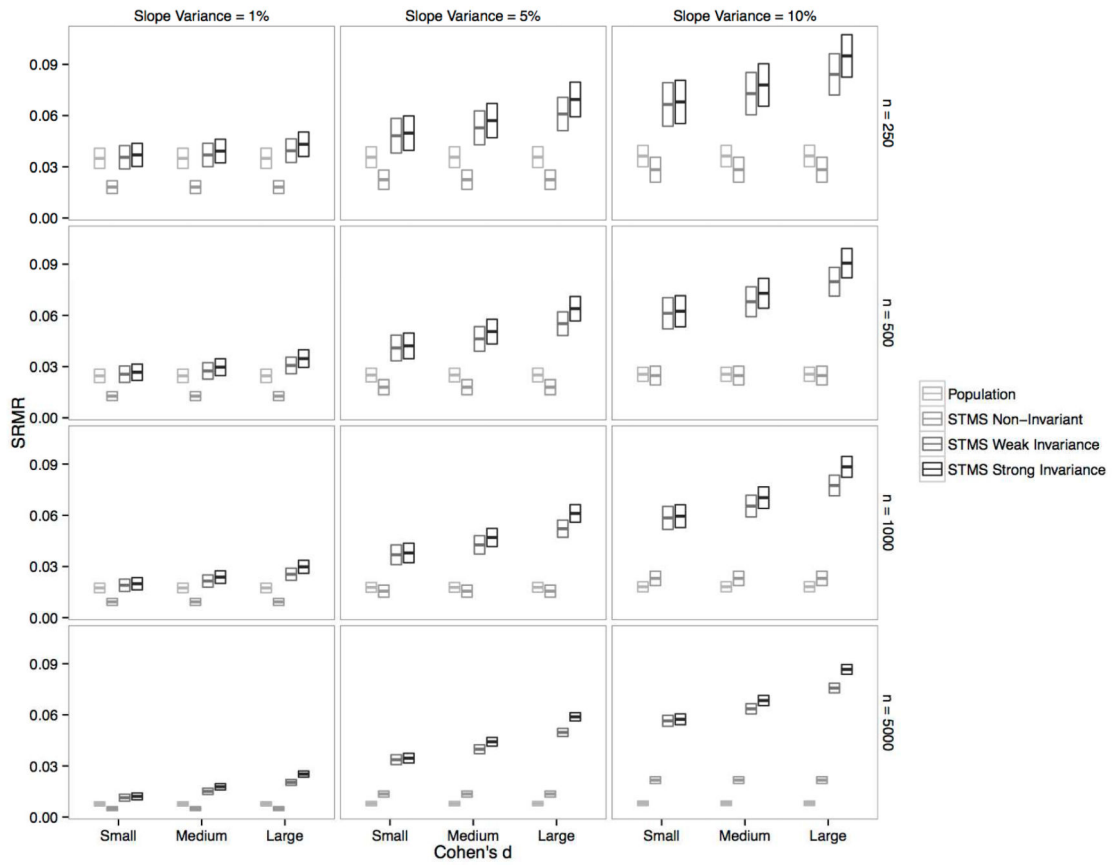 Slope Variance = 1%
Slope Variance = 5%
Slope Variance = 10%
SRMR
0.09
0.06
0.03
0.00
n = 250
0.09
0.06
0.03
0.00
n = 500
0.09
0.06
0.03
0.00
n = 1000
0.09
0.06
0.03
0.00
n = 5000
Small Medium Large
Small Medium Large
Small Medium Large
Cohen's d
Population
STMS Non−Invariant
STMS Weak Invariance
STMS Strong Invariance